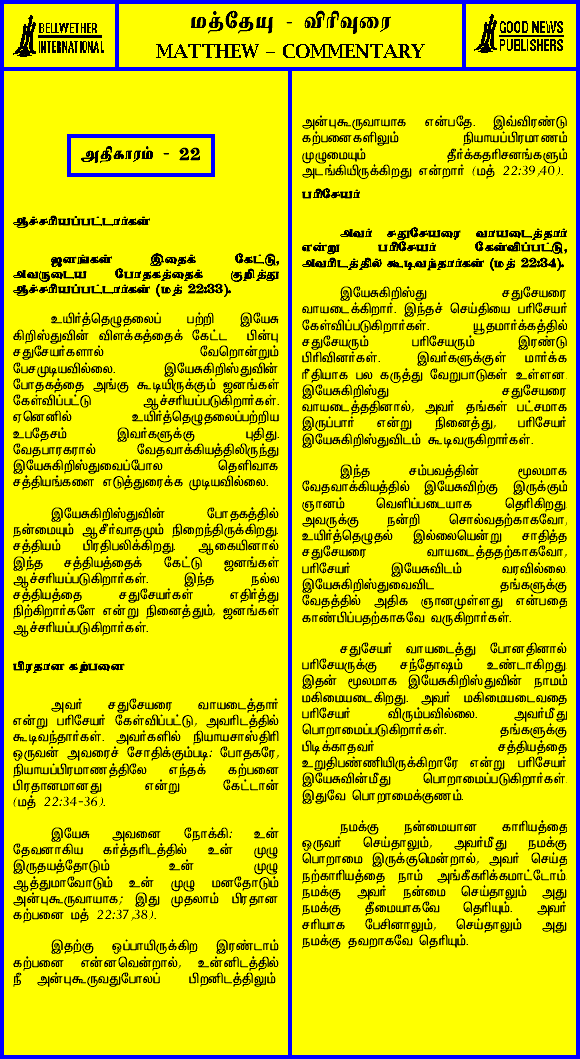 BELLWETHER
INTERNATIONAL
மத்தேயு - விரிவுரை
MATTHEW – COMMENTARY
GOOD NEWS
PUBLISHERS
அதிகாரம் - 22
ஆச்சரியப்பட்டார்கள்
ஜனங்கள் இதைக் கேட்டு,
அவருடைய போதகத்தைக் குறித்து
ஆச்சரியப்பட்டார்கள் (மத் 22:33).
உயிர்த்தெழுதலைப் பற்றி இயேசு
கிறிஸ்துவின் விளக்கத்தைக் கேட்ட பின்பு
சதுசேயர்களால் வேறொன்றும்
பேசமுடியவில்லை. இயேசுகிறிஸ்துவின்
போதகத்தை அங்கு கூடியிருக்கும் ஜனங்கள்
கேள்விப்பட்டு ஆச்சரியப்படுகிறார்கள்.
ஏனெனில் உயிர்த்தெழுதலைப்பற்றிய
உபதேசம் இவர்களுக்கு புதிது.
வேதபாரகரால் வேதவாக்கியத்திலிருந்து
இயேசுகிறிஸ்துவைப்போல தெளிவாக
சத்தியங்களை எடுத்துரைக்க முடியவில்லை.
இயேசுகிறிஸ்துவின் போதகத்தில்
நன்மையும் ஆசீர்வாதமும் நிறைந்திருக்கிறது.
சத்தியம் பிரதிபலிக்கிறது. ஆகையினால்
இந்த சத்தியத்தைக் கேட்டு ஜனங்கள்
ஆச்சரியப்படுகிறார்கள். இந்த நல்ல
சத்தியத்தை சதுசேயர்கள் எதிர்த்து
நிற்கிறார்களே என்று நினைத்தும், ஜனங்கள்
ஆச்சரியப்படுகிறார்கள்.
பிரதான கற்பனை
அவர் சதுசேயரை வாயடைத்தார்
என்று பரிசேயர் கேள்விப்பட்டு, அவரிடத்தில்
கூடிவந்தார்கள். அவர்களில் நியாயசாஸ்திரி
ஒருவன் அவரைச் சோதிக்கும்படி: போதகரே,
நியாயப்பிரமாணத்திலே எந்தக் கற்பனை
பிரதானமானது என்று கேட்டான்
(மத் 22:34-36).
இயேசு அவனை நோக்கி: உன்
தேவனாகிய கர்த்தரிடத்தில் உன் முழு
இருதயத்தோடும் உன் முழு
ஆத்துமாவோடும் உன் முழு மனதோடும்
அன்புகூருவாயாக; இது முதலாம் பிரதான
கற்பனை மத் 22:37,38).
இதற்கு ஒப்பாயிருக்கிற இரண்டாம்
கற்பனை என்னவென்றால், உன்னிடத்தில்
நீ அன்புகூருவதுபோலப் பிறனிடத்திலும்
அன்புகூருவாயாக என்பதே. இவ்விரண்டு
கற்பனைகளிலும் நியாயப்பிரமாணம்
முழுமையும் தீர்க்கதரிசனங்களும்
அடங்கியிருக்கிறது என்றார் (மத் 22:39,40).
பரிசேயர்
அவர் சதுசேயரை வாயடைத்தார்
என்று பரிசேயர் கேள்விப்பட்டு,
அவரிடத்தில் கூடிவந்தார்கள் (மத் 22:34).
இயேசுகிறிஸ்து சதுசேயரை
வாயடைக்கிறார். இந்தச் செய்தியை பரிசேயர்
கேள்விப்படுகிறார்கள். யூதமார்க்கத்தில்
சதுசேயரும் பரிசேயரும் இரண்டு
பிரிவினர்கள். இவர்களுக்குள் மார்க்க
ரீதியாக பல கருத்து வேறுபாடுகள் உள்ளன.
இயேசுகிறிஸ்து சதுசேயரை
வாயடைத்ததினால், அவர் தங்கள் பட்சமாக
இருப்பார் என்று நினைத்து, பரிசேயர்
இயேசுகிறிஸ்துவிடம் கூடிவருகிறார்கள்.
இந்த சம்பவத்தின் மூலமாக
வேதவாக்கியத்தில் இயேசுவிற்கு இருக்கும்
ஞானம் வெளிப்படையாக தெரிகிறது.
அவருக்கு நன்றி சொல்வதற்காகவோ,
உயிர்த்தெழுதல் இல்லையென்று சாதித்த
சதுசேயரை வாயடைத்ததற்காகவோ,
பரிசேயர் இயேசுவிடம் வரவில்லை.
இயேசுகிறிஸ்துவைவிட தங்களுக்கு
வேதத்தில் அதிக ஞானமுள்ளது என்பதை
காண்பிப்பதற்காகவே வருகிறார்கள்.
சதுசேயர் வாயடைத்து போனதினால்
பரிசேயருக்கு சந்தோஷம் உண்டாகிறது.
இதன் மூலமாக இயேசுகிறிஸ்துவின் நாமம்
மகிமையடைகிறது. அவர் மகிமையடைவதை
பரிசேயர் விரும்பவில்லை. அவர்மீது
பொறாமைப்படுகிறார்கள். தங்களுக்கு
பிடிக்காதவர் சத்தியத்தை
உறுதிபண்ணியிருக்கிறாரே என்று பரிசேயர்
இயேசுவின்மீது பொறாமைப்படுகிறார்கள்.
இதுவே பொறாமைக்குணம்.
நமக்கு நன்மையான காரியத்தை
ஒருவர் செய்தாலும், அவர்மீது நமக்கு
பொறாமை இருக்குமென்றால், அவர் செய்த
நற்காரியத்தை நாம் அங்கீகரிக்கமாட்டோம்.
நமக்கு அவர் நன்மை செய்தாலும் அது
நமக்கு தீமையாகவே தெரியும். அவர்
சரியாக பேசினாலும், செய்தாலும் அது
நமக்கு தவறாகவே தெரியும்.